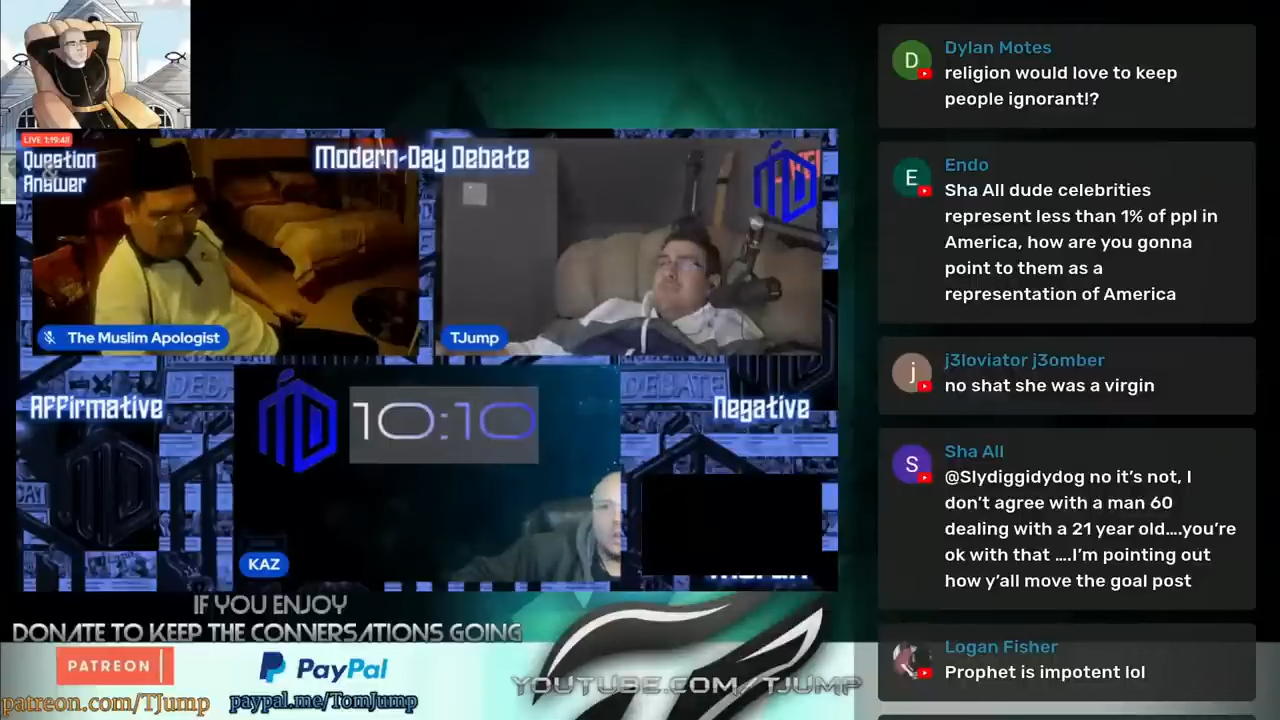 LIVE 1:19:48
Question
&
Answer
Modern-Day Debate
The Muslim Apologist
TJump
Affirmative
DEBATE
Negative
10:10
KAZ
IF YOU ENJOY
DONATE TO KEEP THE CONVERSATIONS GOING
PATREON
PayPal
patreon.com/TJump
paypal.me/TomJump
YOUTUBE.COM/TJUMP
D
Dylan Motes
religion would love to keep
people ignorant!?
E
Endo
Sha All dude celebrities
represent less than 1% of ppl in
America, how are you gonna
point to them as a
representation of America
j
j3loviator j3omber
no shat she was a virgin
S
Sha All
@Slydiggidydog no it’s not, I
don’t agree with a man 60
dealing with a 21 year old….you’re
ok with that ….I’m pointing out
how y’all move the goal post
Logan Fisher
Prophet is impotent lol